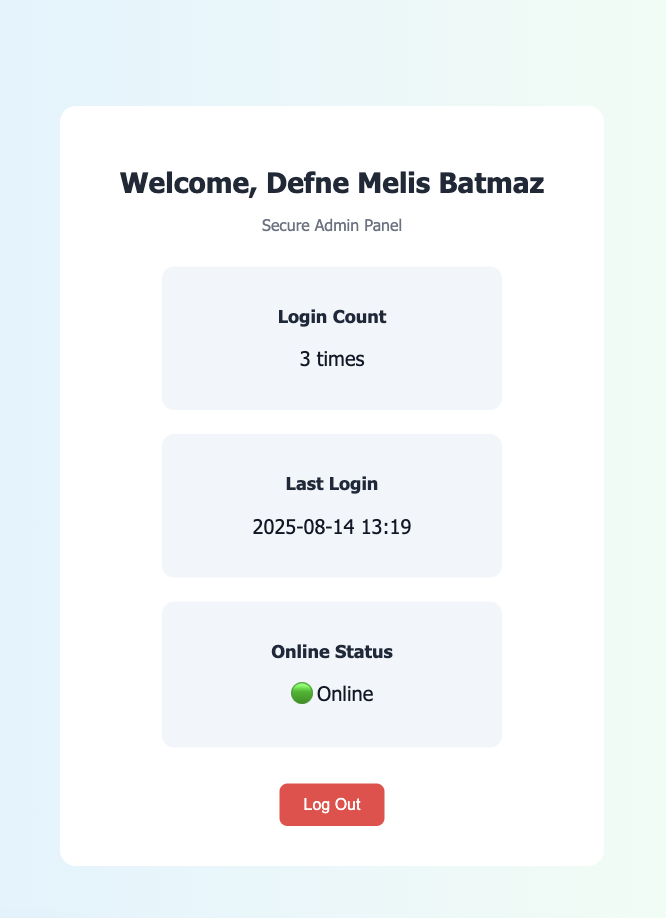 Welcome, Defne Melis Batmaz
Secure Admin Panel
Login Count
3 times
Last Login
2025-08-14 13:19
Online Status
Online
Log Out